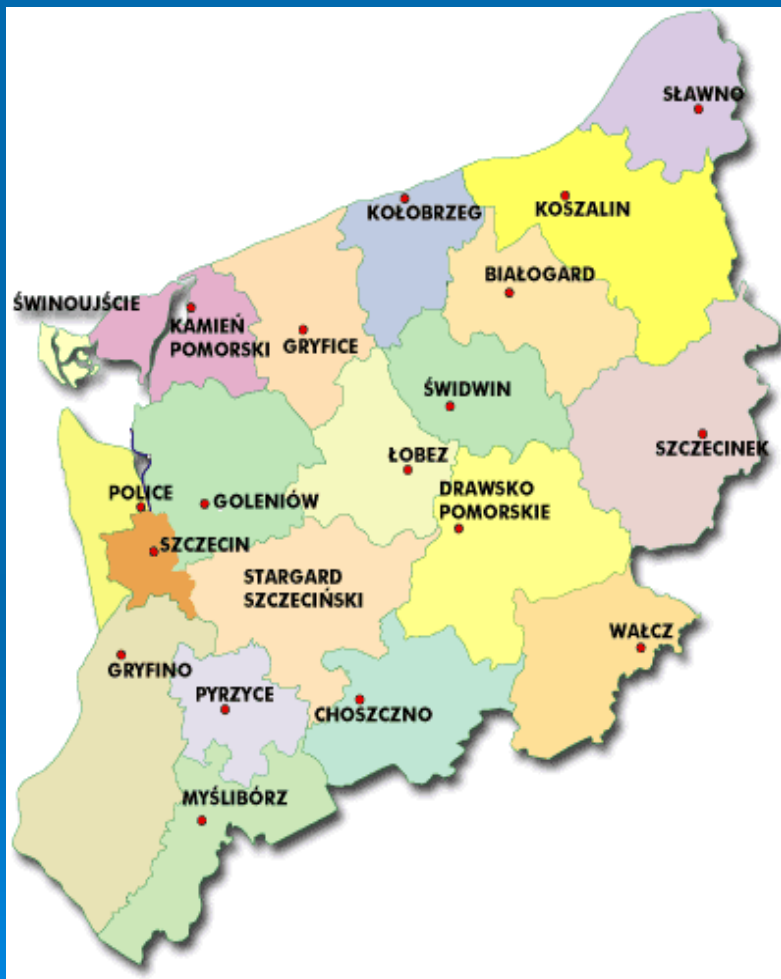 SŁAWNO
KOŁOBRZEG
KOSZALIN
BIAŁOGARD
ŚWINOUJŚCIE
KAMIEŃ
POMORSKI
GRYFICE
ŚWIDWIN
SZCZECINEK
ŁOBEZ
DRAWSKO
POMORSKIE
POLICE
GOLENIÓW
SZCZECIN
STARGARD
SZCZECIŃSKI
WAŁCZ
GRYFINO
PYRZYCE
CHOSZCZNO
MYŚLIBÓRZ